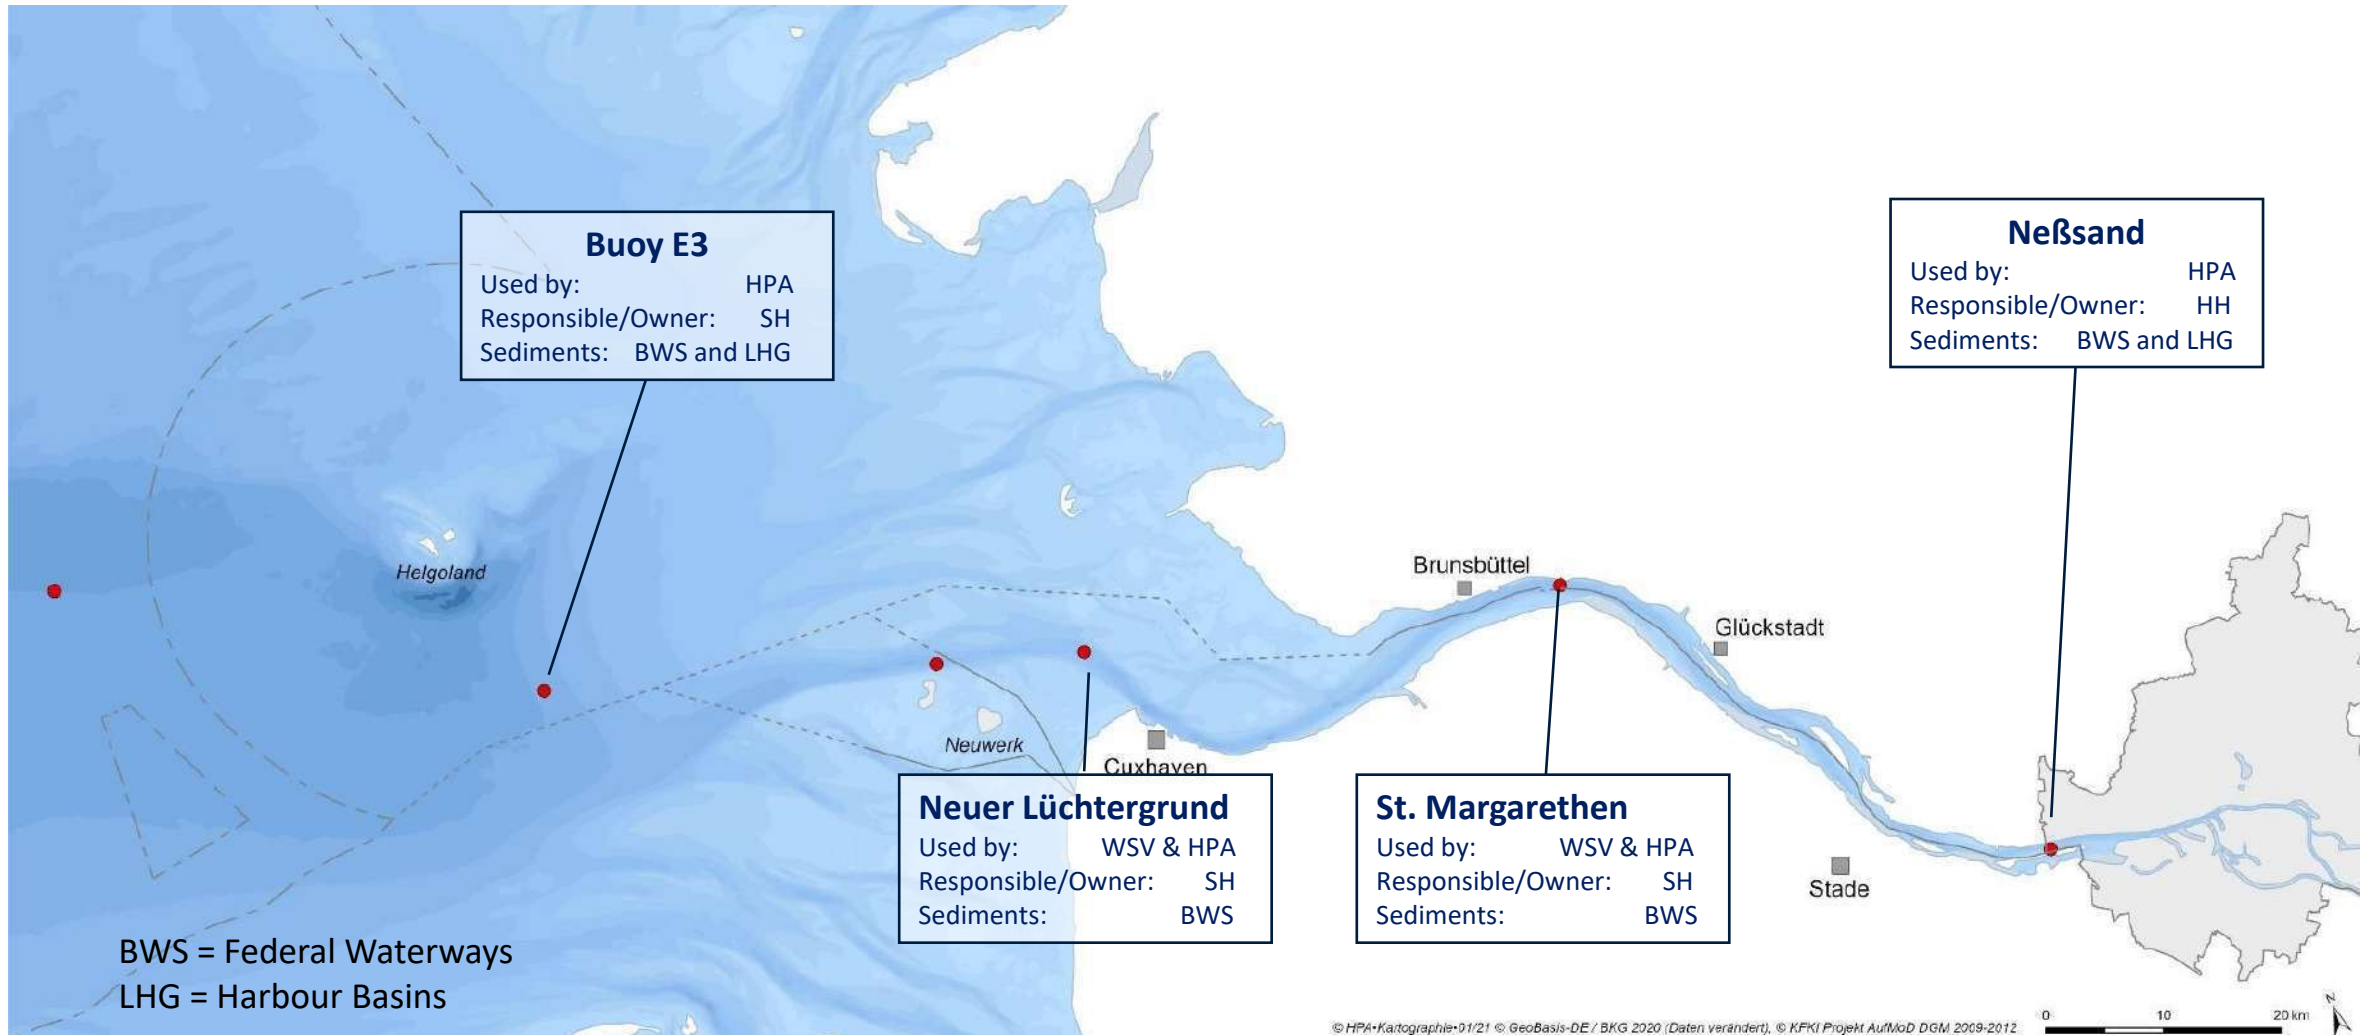 Buoy E3
Used by: HPA
Responsible/Owner: SH
Sediments: BWS and LHG
Neßsand
Used by: HPA
Responsible/Owner: HH
Sediments: BWS and LHG
Helgoland
Brunsbüttel
Glückstadt
Neuwerk
Cuxhaven
Stade
Neuer Lüchtergrund
Used by: WSV & HPA
Responsible/Owner: SH
Sediments: BWS
St. Margarethen
Used by: WSV & HPA
Responsible/Owner: SH
Sediments: BWS
BWS = Federal Waterways
LHG = Harbour Basins
© HPA•Kartographie•01/21 © GeoBasis-DE / BKG 2020 (Daten verändert), © KFKI Projekt AufMoD DGM 2009-2012
0 10 20 km
N